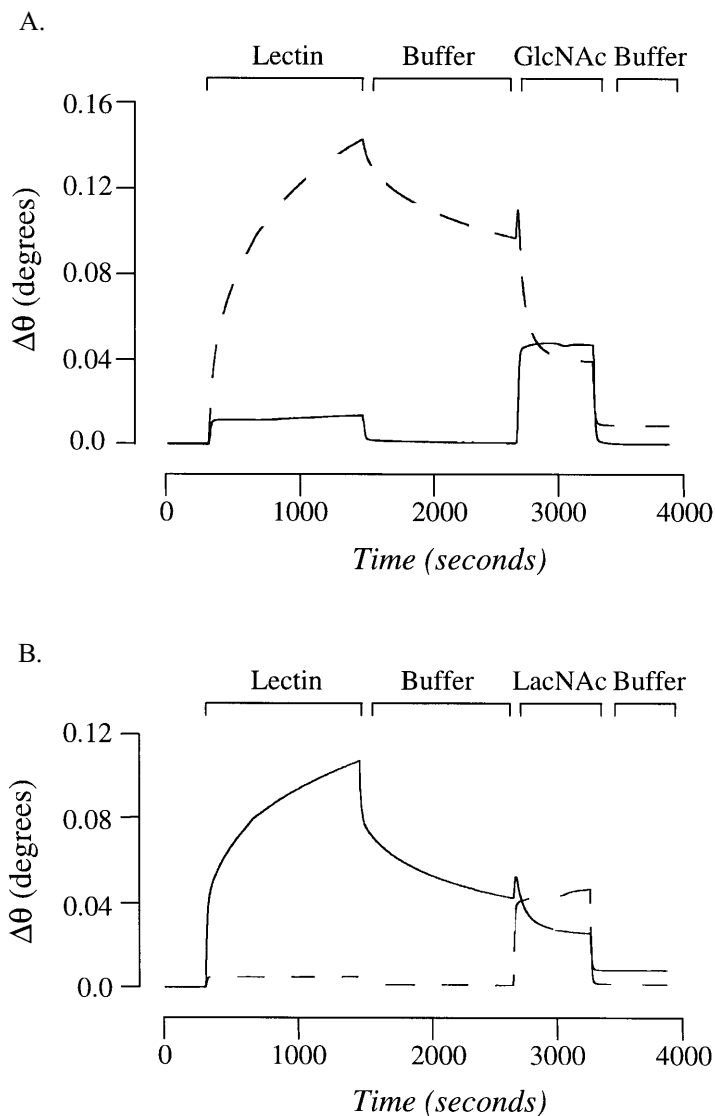 A.
Lectin Buffer GlcNAc Buffer
0.16
0.12
0.08
0.04
0.0
Δθ (degrees)
0 1000 2000 3000 4000
Time (seconds)
B.
Lectin Buffer LacNAc Buffer
0.12
0.08
0.04
0.0
Δθ (degrees)
0 1000 2000 3000 4000
Time (seconds)